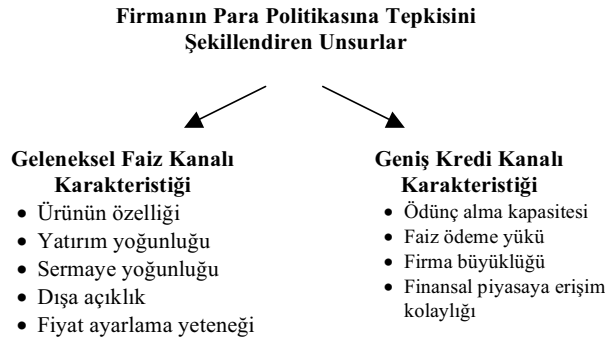 Firmanın Para Politikasına Tepkisini
Şekillendiren Unsurlar
Geleneksel Faiz Kanalı
Karakteristiği
• Ürünün özelliği
• Yatırım yoğunluğu
• Sermaye yoğunluğu
• Dışa açıklık
• Fiyat ayarlama yeteneği
Geniş Kredi Kanalı
Karakteristiği
• Ödünç alma kapasitesi
• Faiz ödeme yükü
• Firma büyüklüğü
• Finansal piyasaya erişim
kolaylığı